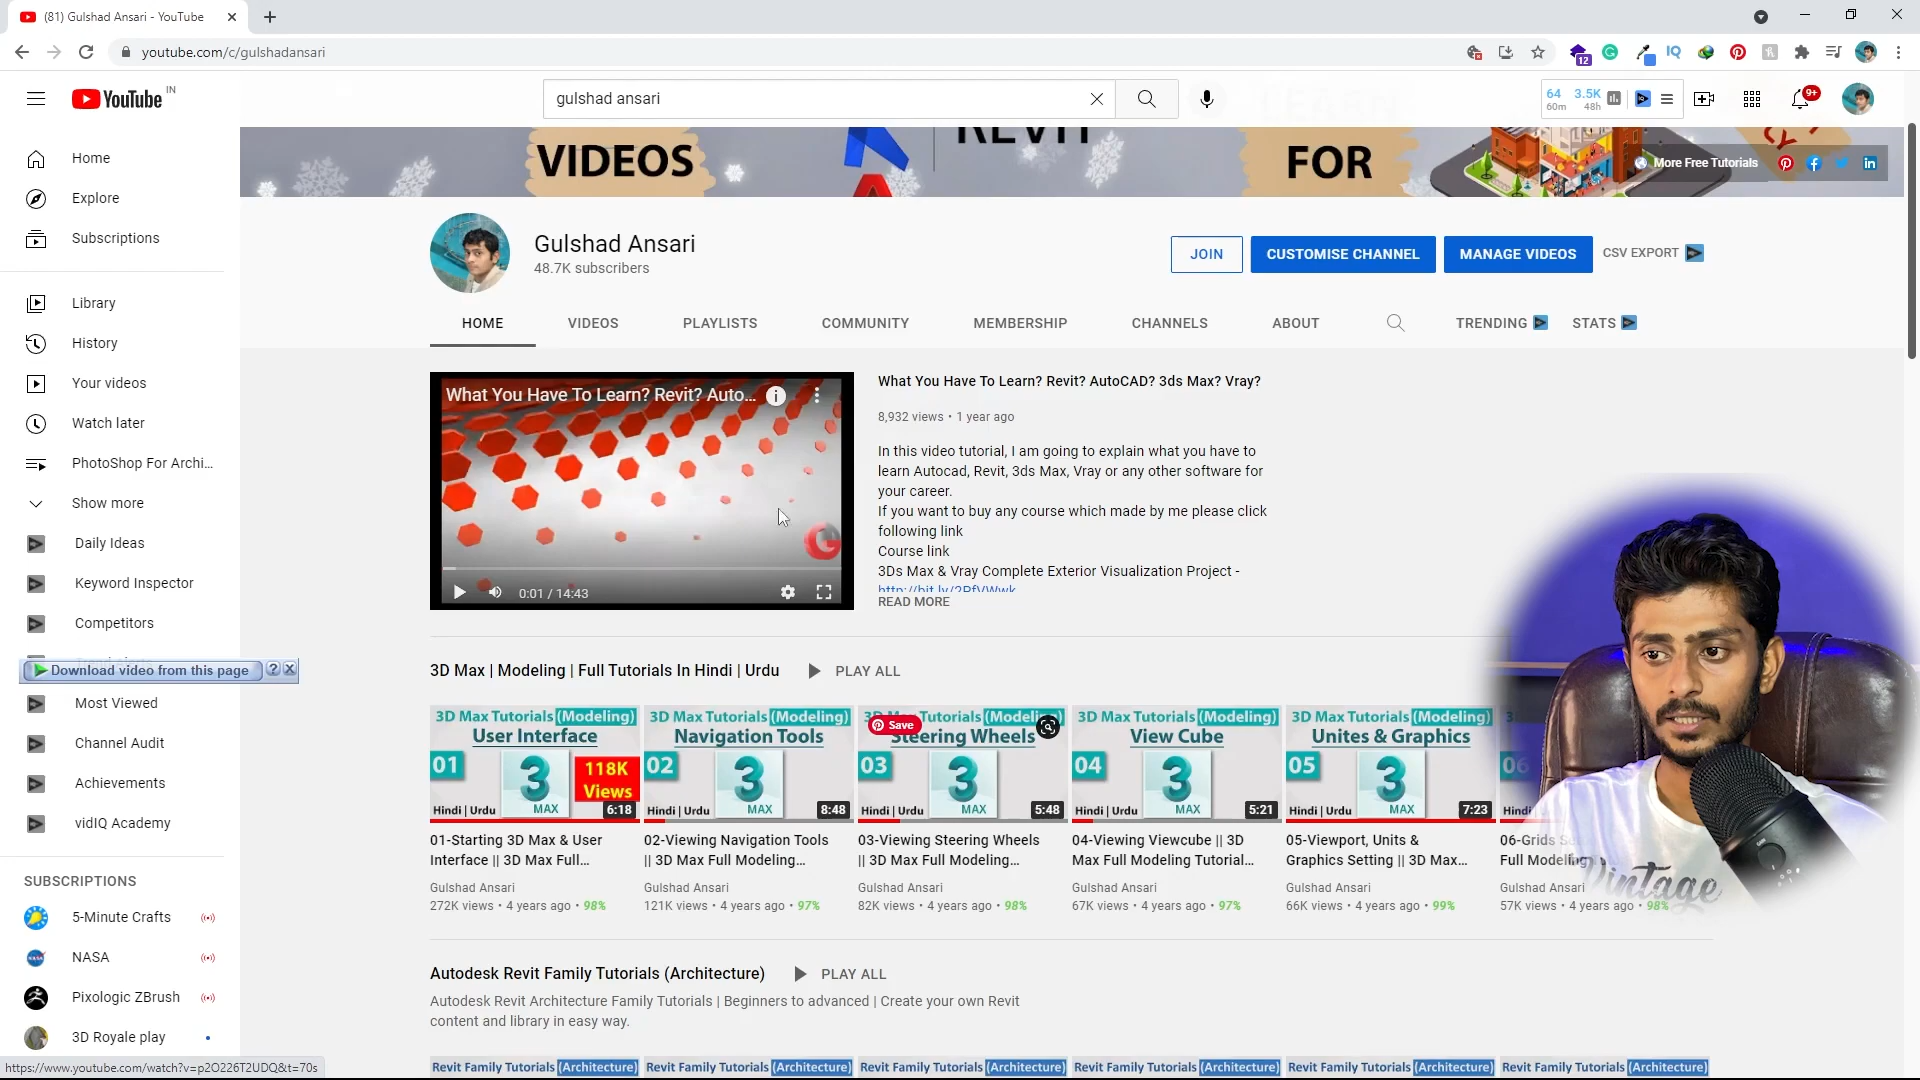 (81) Gulshad Ansari - YouTube
youtube.com/c/gulshadansari
12
IQ
YouTube IN
gulshad ansari
64 3.5K
60m 48h
9+
VIDEOS
REVIT
FOR
More Free Tutorials
Home
Explore
Subscriptions
Library
History
Your videos
Watch later
PhotoShop For Archi...
Show more
Daily Ideas
Keyword Inspector
Competitors
Download video from this page
Most Viewed
Channel Audit
Achievements
vidIQ Academy
SUBSCRIPTIONS
5-Minute Crafts
NASA
Pixologic ZBrush
3D Royale play
https://www.youtube.com/watch?v=p2O226T2UDQ&t=70s
Gulshad Ansari
48.7K subscribers
JOIN
CUSTOMISE CHANNEL
MANAGE VIDEOS
CSV EXPORT
HOME
VIDEOS
PLAYLISTS
COMMUNITY
MEMBERSHIP
CHANNELS
ABOUT
TRENDING
STATS
What You Have To Learn? Revit? Auto...
0:01 / 14:43
What You Have To Learn? Revit? AutoCAD? 3ds Max? Vray?
8,932 views • 1 year ago
In this video tutorial, I am going to explain what you have to
learn Autocad, Revit, 3ds Max, Vray or any other software for
your career.
If you want to buy any course which made by me please click
following link
Course link
3Ds Max & Vray Complete Exterior Visualization Project -
READ MORE
3D Max | Modeling | Full Tutorials In Hindi | Urdu
PLAY ALL
3D Max Tutorials (Modeling)
User Interface
01
3
MAX
118K
Views
Hindi | Urdu
6:18
3D Max Tutorials (Modeling)
Navigation Tools
02
3
MAX
Hindi | Urdu
8:48
Save
Tutorials (Modeling)
Steering Wheels
03
3
MAX
Hindi | Urdu
5:48
3D Max Tutorials (Modeling)
View Cube
04
3
MAX
Hindi | Urdu
5:21
3D Max Tutorials (Modeling)
Unites & Graphics
05
3
MAX
Hindi | Urdu
7:23
06
01-Starting 3D Max & User
Interface || 3D Max Full...
Gulshad Ansari
272K views • 4 years ago • 98%
02-Viewing Navigation Tools
|| 3D Max Full Modeling...
Gulshad Ansari
121K views • 4 years ago • 97%
03-Viewing Steering Wheels
|| 3D Max Full Modeling...
Gulshad Ansari
82K views • 4 years ago • 98%
04-Viewing Viewcube || 3D
Max Full Modeling Tutorial...
Gulshad Ansari
67K views • 4 years ago • 97%
05-Viewport, Units &
Graphics Setting || 3D Max...
Gulshad Ansari
66K views • 4 years ago • 99%
06-Grids
Full Modeling
Gulshad Ansari
57K views • 4 years ago • 98%
Vintage
Autodesk Revit Family Tutorials (Architecture)
PLAY ALL
Autodesk Revit Architecture Family Tutorials | Beginners to advanced | Create your own Revit
content and library in easy way.
Revit Family Tutorials (Architecture)
Revit Family Tutorials (Architecture)
Revit Family Tutorials (Architecture)
Revit Family Tutorials (Architecture)
Revit Family Tutorials (Architecture)
Revit Family Tutorials (Architecture)